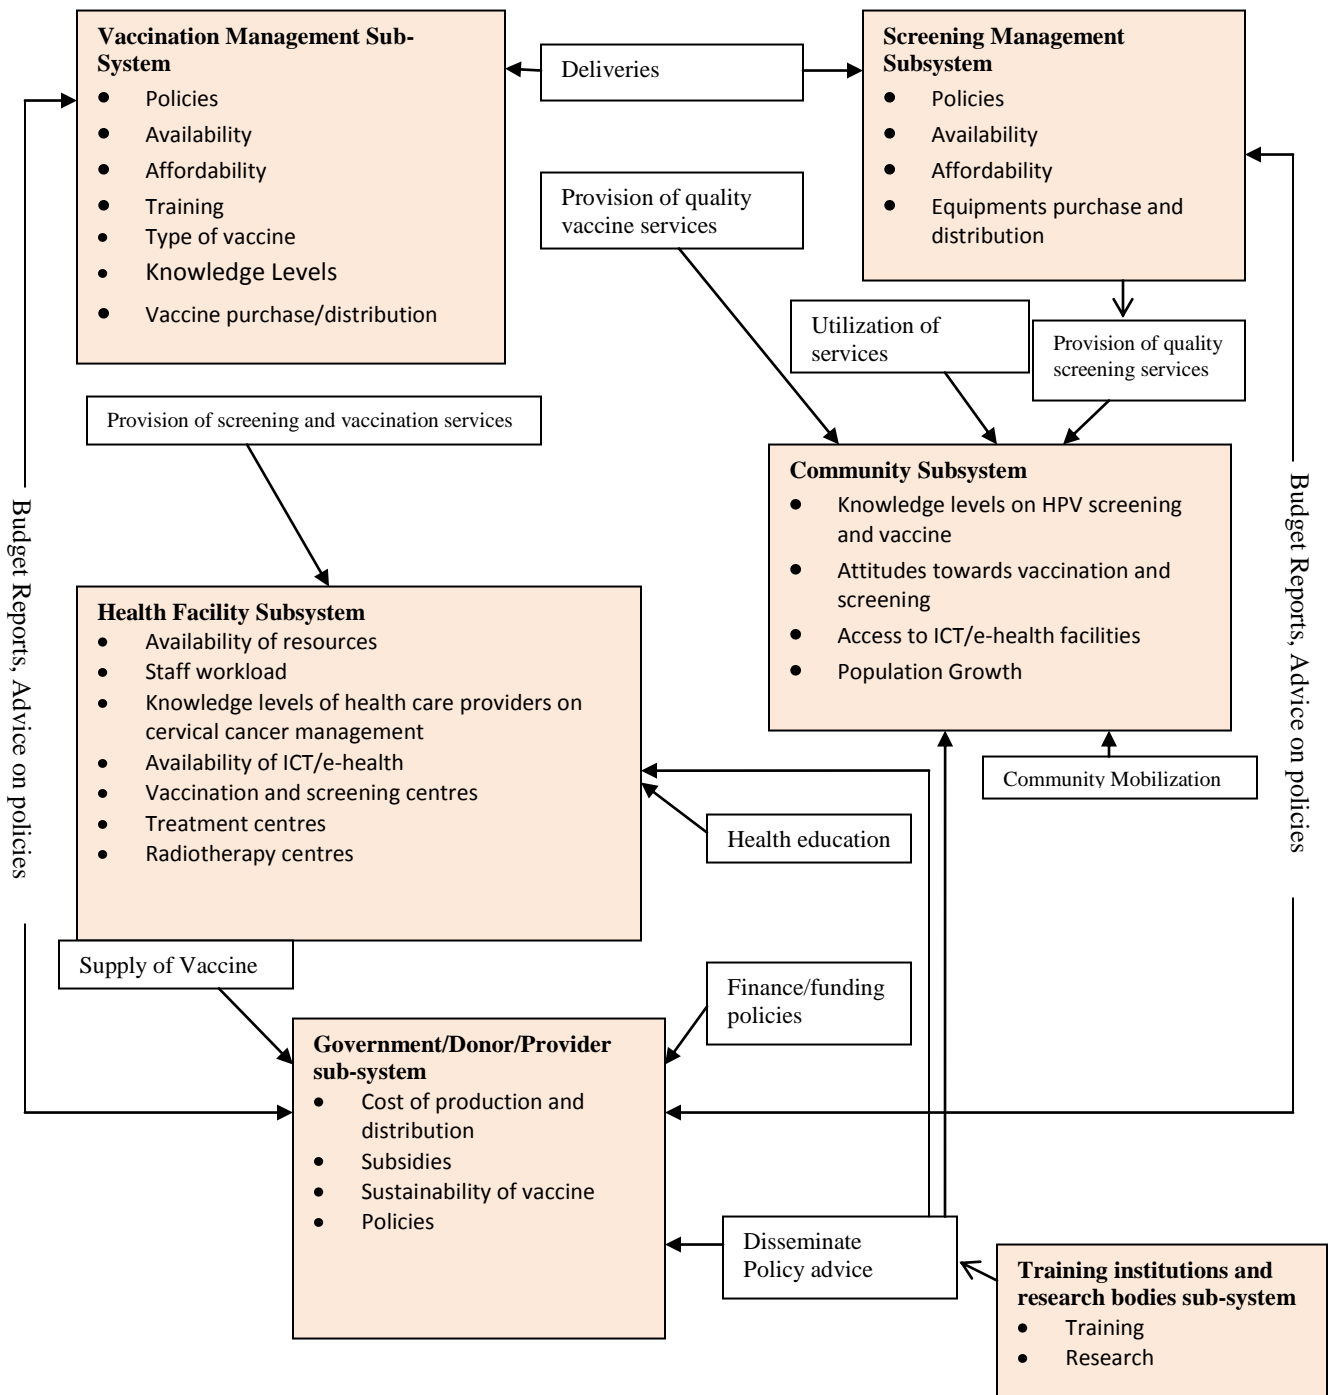 Vaccination Management Sub-
System
• Policies
• Availability
• Affordability
• Training
• Type of vaccine
• Knowledge Levels
• Vaccine purchase/distribution
Deliveries
Screening Management
Subsystem
• Policies
• Availability
• Affordability
• Equipments purchase and
distribution
Provision of quality
vaccine services
Utilization of
services
Provision of quality
screening services
Provision of screening and vaccination services
Community Subsystem
• Knowledge levels on HPV screening
and vaccine
• Attitudes towards vaccination and
screening
• Access to ICT/e-health facilities
• Population Growth
Budget Reports, Advice on policies
Budget Reports, Advice on policies
Health Facility Subsystem
• Availability of resources
• Staff workload
• Knowledge levels of health care providers on
cervical cancer management
• Availability of ICT/e-health
• Vaccination and screening centres
• Treatment centres
• Radiotherapy centres
Community Mobilization
Health education
Supply of Vaccine
Finance/funding
policies
Government/Donor/Provider
sub-system
• Cost of production and
distribution
• Subsidies
• Sustainability of vaccine
• Policies
Disseminate
Policy advice
Training institutions and
research bodies sub-system
• Training
• Research